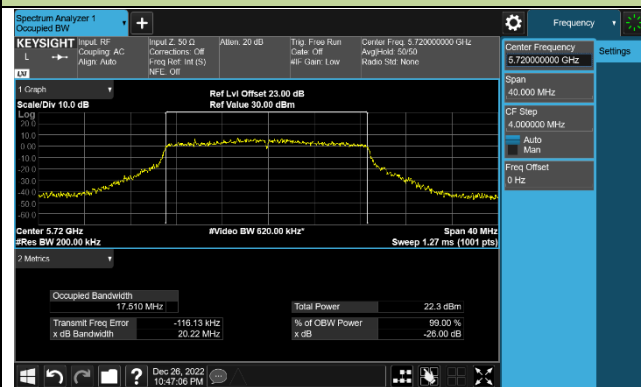 Spectrum Analyzer 1
Occupied BW
+
Frequency
KEYSIGHT
L
LXI
Input: RF
Coupling: AC
Align: Auto
Input Z: 50 Ω
Corrections: Off
Freq Ref: Int (S)
NFE: Off
Atten: 20 dB
Trig: Free Run
Gate: Off
#IF Gain: Low
Center Freq: 5.720000000 GHz
Avg|Hold: 50/50
Radio Std: None
Center Frequency
5.720000000 GHz
Settings
Span
40.000 MHz
CF Step
4.000000 MHz
Auto
Man
Freq Offset
0 Hz
1 Graph
Scale/Div 10.0 dB
Ref Lvl Offset 23.00 dB
Ref Value 30.00 dBm
Log
20.0
10.0
0.00
-10.0
-20.0
-30.0
-40.0
-50.0
-60.0
Center 5.72 GHz
#Res BW 200.00 kHz
#Video BW 620.00 kHz*
Span 40 MHz
Sweep 1.27 ms (1001 pts)
2 Metrics
Occupied Bandwidth
17.510 MHz
Total Power 22.3 dBm
Transmit Freq Error -116.13 kHz
% of OBW Power 99.00 %
x dB Bandwidth 20.22 MHz
x dB -26.00 dB
?
Dec 26, 2022
10:47:06 PM